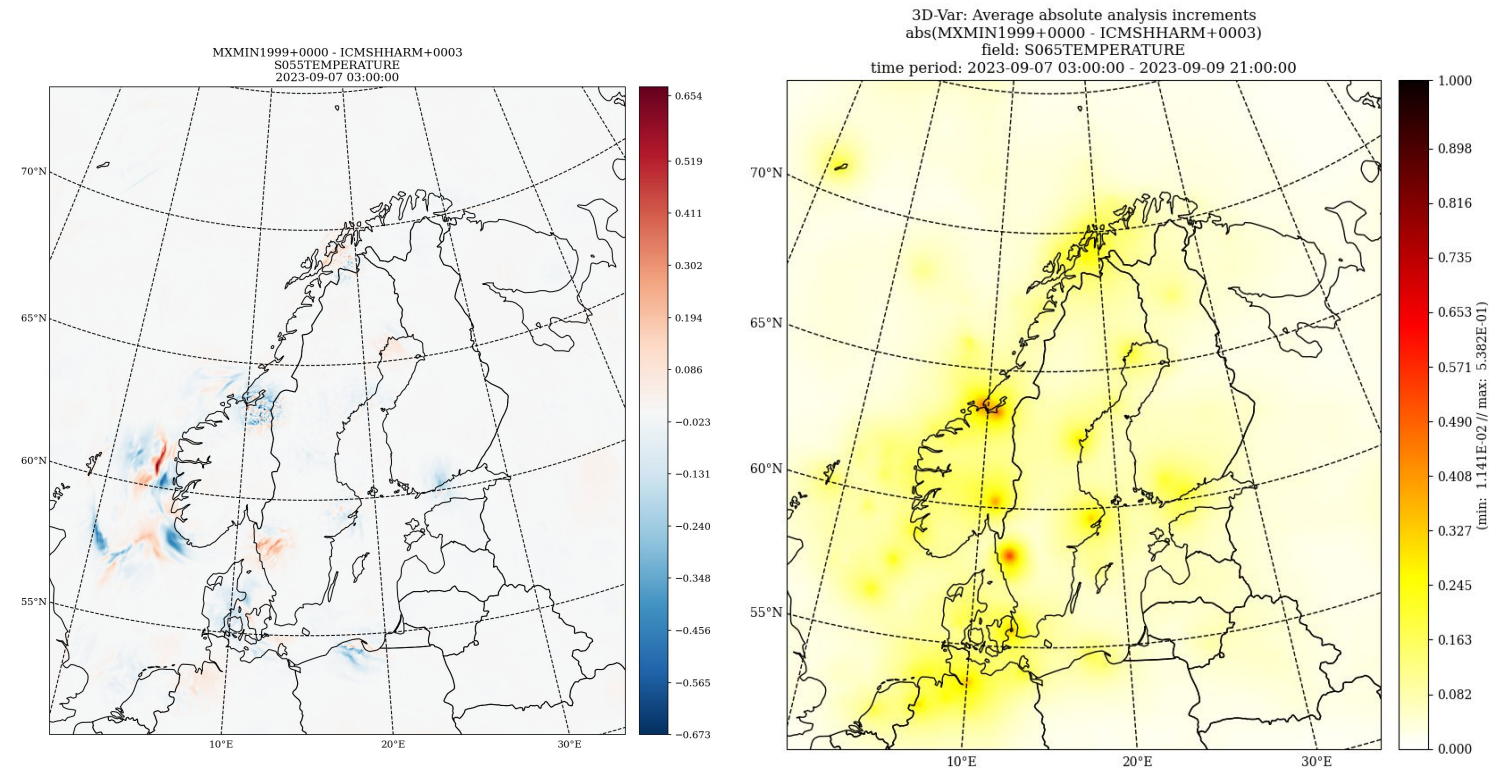 MXMIN1999+0000 - ICMSHHARM+0003
S055TEMPERATURE
2023-09-07 03:00:00
70°N
65°N
60°N
55°N
10°E
20°E
30°E
0.654
0.519
0.411
0.302
0.194
0.086
−0.023
−0.131
−0.240
−0.348
−0.456
−0.565
−0.673
3D-Var: Average absolute analysis increments
abs(MXMIN1999+0000 - ICMSHHARM+0003)
field: S065TEMPERATURE
time period: 2023-09-07 03:00:00 - 2023-09-09 21:00:00
70°N
65°N
60°N
55°N
10°E
20°E
30°E
1.000
0.898
0.816
0.735
0.653
0.571
0.490
0.408
0.327
0.245
0.163
0.082
0.000
(min: 1.141E-02 // max: 5.382E-01)